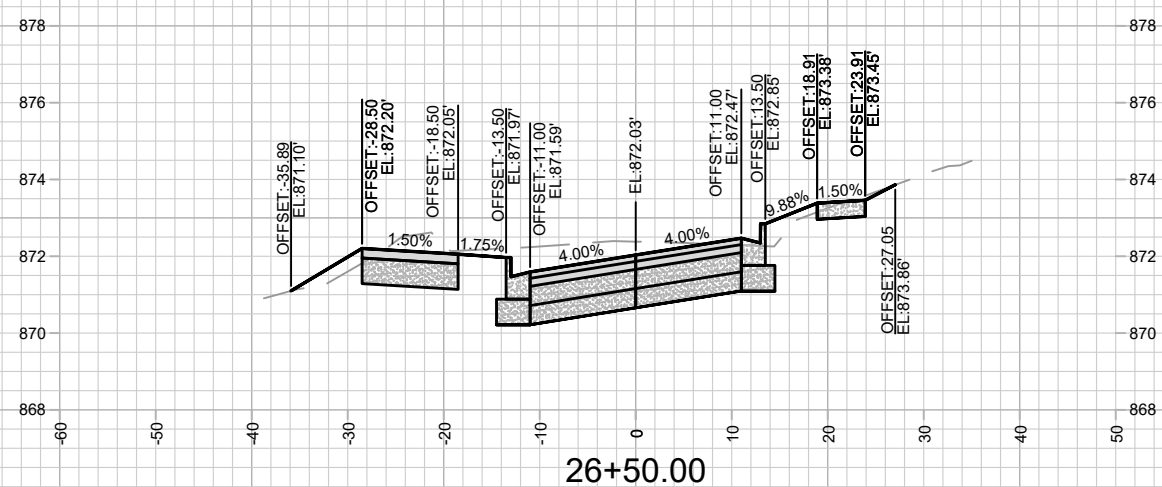 878
878
876
876
874
874
872
872
870
870
868
868
OFFSET:-35.89
EL:871.10'
OFFSET:-28.50
EL:872.20'
OFFSET:-18.50
EL:872.05'
OFFSET:-13.50
EL:871.97'
OFFSET:-11.00
EL:871.59'
EL:872.03'
OFFSET:11.00
EL:872.47'
OFFSET:13.50
EL:872.85'
OFFSET:18.91
EL:873.38'
OFFSET:23.91
EL:873.45'
OFFSET:27.05
EL:873.86'
1.50%
1.75%
4.00%
4.00%
9.88%
1.50%
-60
-50
-40
-30
-20
-10
0
10
20
30
40
50
26+50.00